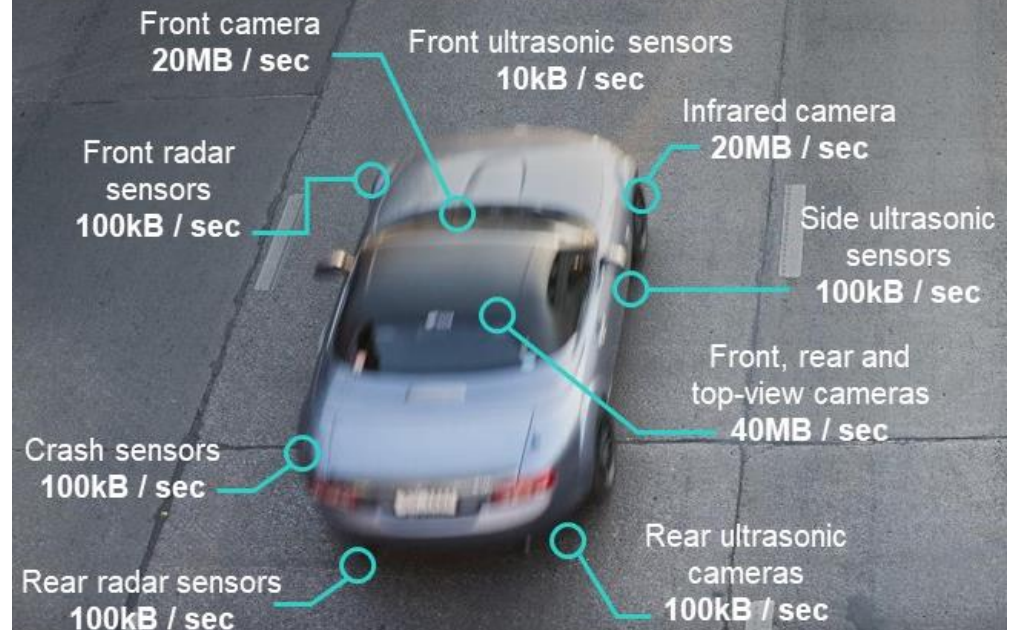 Front camera
20MB / sec
Front ultrasonic sensors
10kB / sec
Infrared camera
20MB / sec
Front radar
sensors
100kB / sec
Side ultrasonic
sensors
100kB / sec
Front, rear and
top-view cameras
40MB / sec
Crash sensors
100kB / sec
Rear ultrasonic
cameras
100kB / sec
Rear radar sensors
100kB / sec